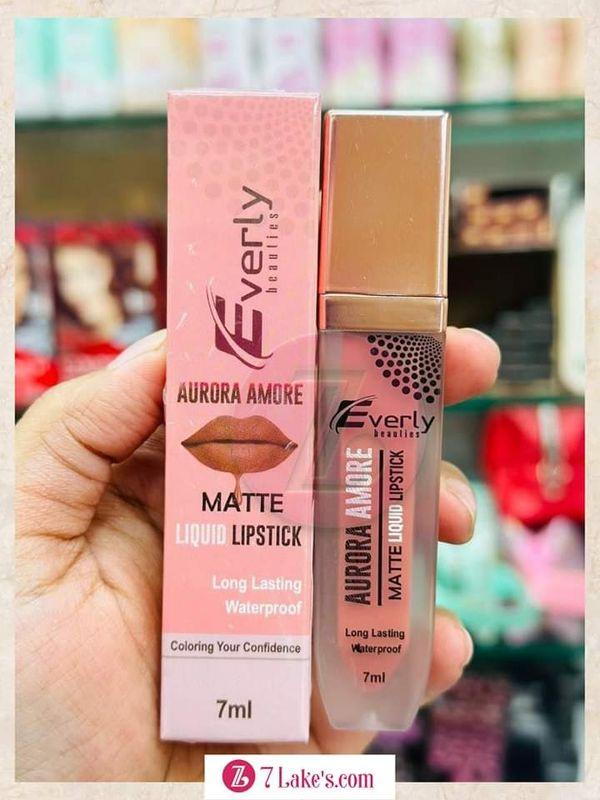 Everly
beauties
AURORA AMORE
MATTE
LIQUID LIPSTICK
Long Lasting
Waterproof
Coloring Your Confidence
7ml
Everly
beauties
AURORA AMORE
MATTE LIQUID LIPSTICK
Long Lasting
Waterproof
7ml
7 Lake's.com